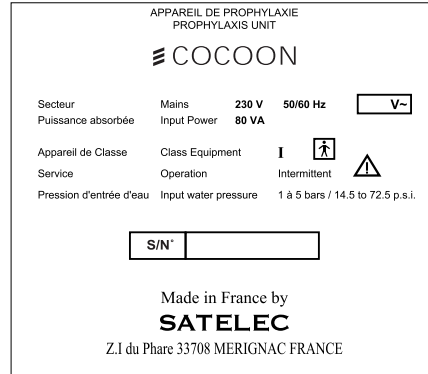 APPAREIL DE PROPHYLAXIE
PROPHYLAXIS UNIT
COCOON
Secteur Mains 230 V 50/60 Hz V~
Puissance absorbée Input Power 80 VA
Appareil de Classe Class Equipment I
Service Operation Intermittent
Pression d'entrée d'eau Input water pressure 1 à 5 bars / 14.5 to 72.5 p.s.i.
S/N°
Made in France by
SATELEC
Z.I du Phare 33708 MERIGNAC FRANCE